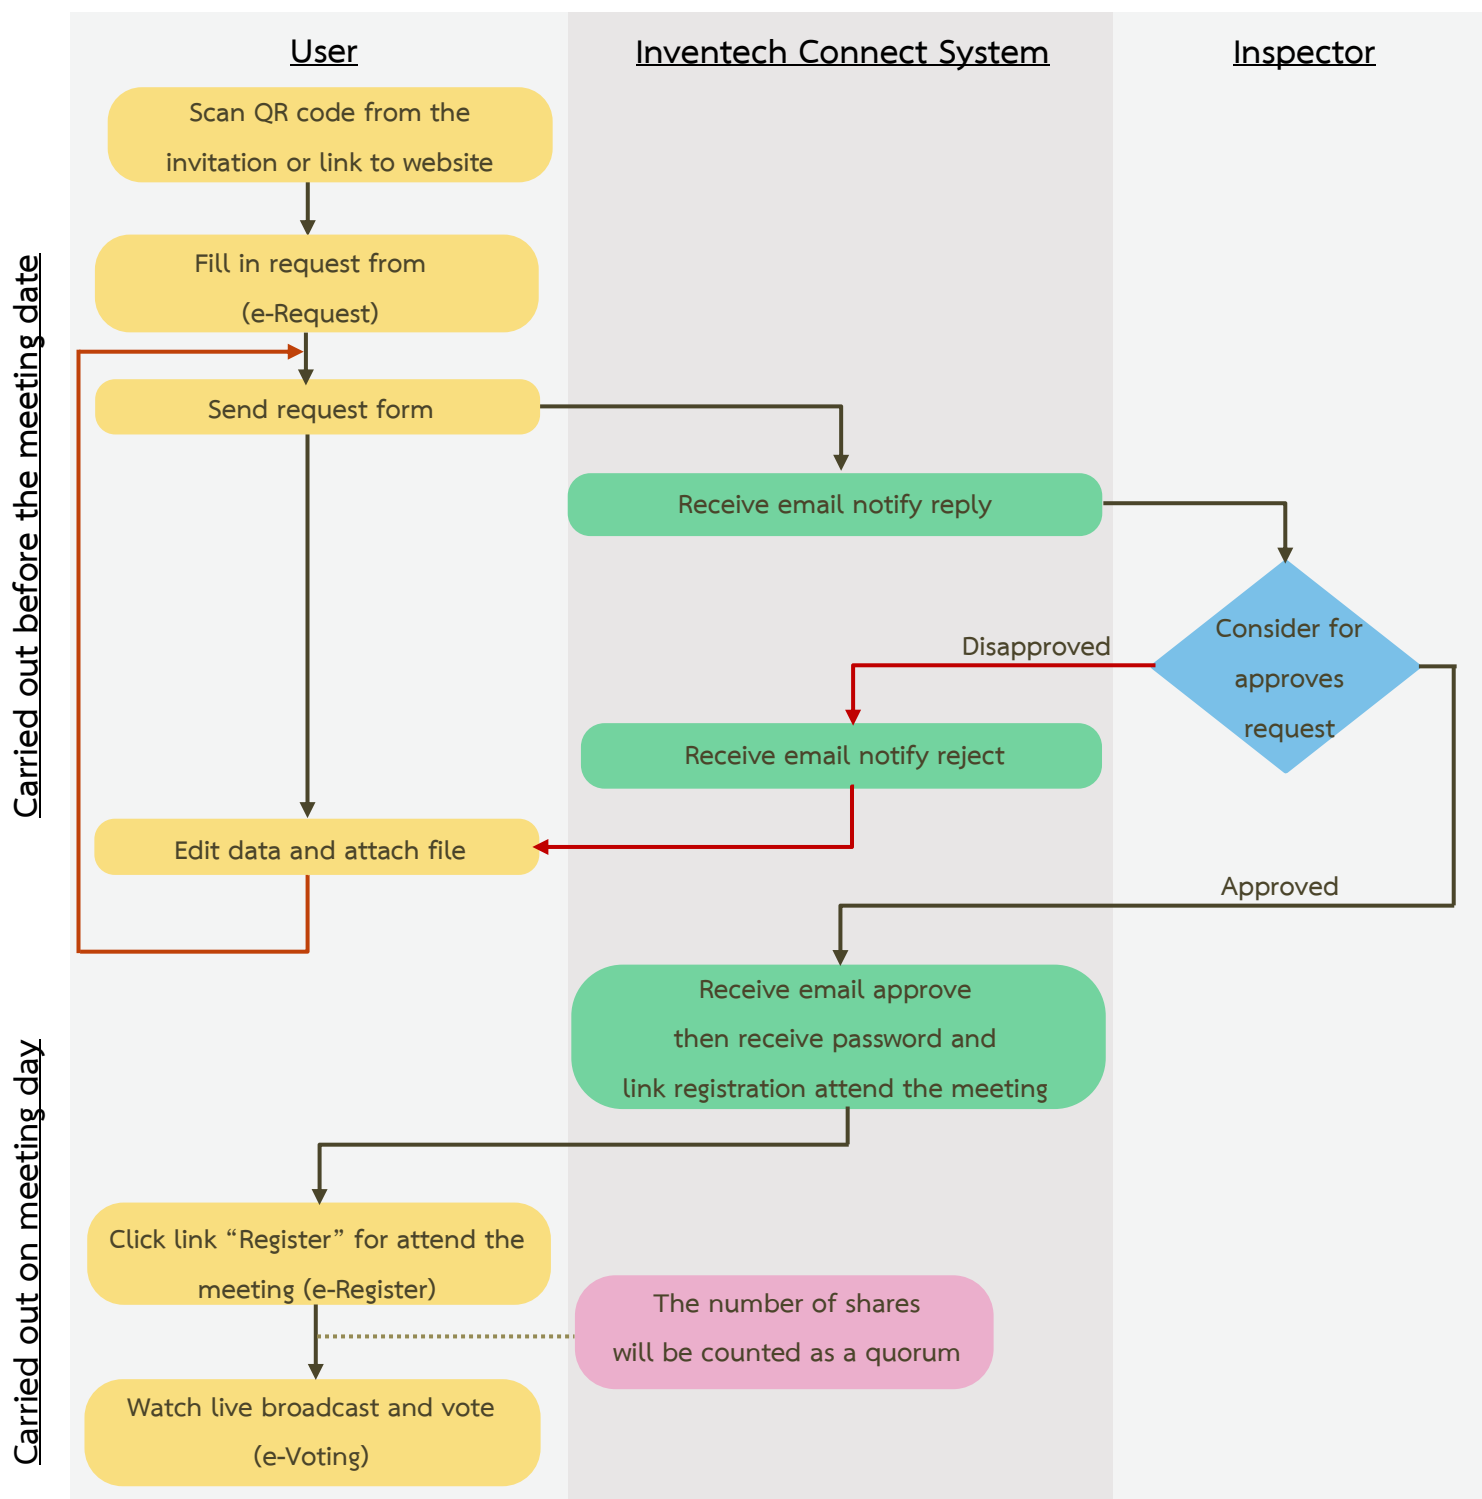 User
Inventech Connect System
Inspector
Carried out before the meeting date
Scan QR code from the
invitation or link to website
Fill in request from
(e-Request)
Send request form
Receive email notify reply
Consider for
approves
request
Disapproved
Receive email notify reject
Edit data and attach file
Approved
Receive email approve
then receive password and
link registration attend the meeting
Carried out on meeting day
Click link “Register” for attend the
meeting (e-Register)
The number of shares
will be counted as a quorum
Watch live broadcast and vote
(e-Voting)